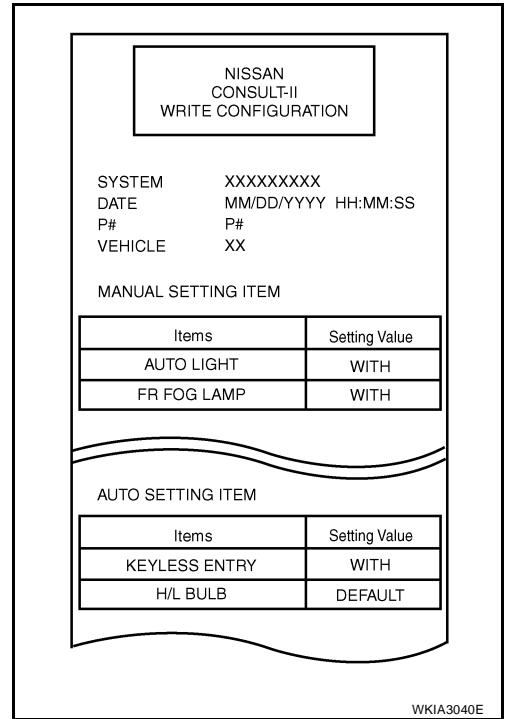 NISSAN
CONSULT-II
WRITE CONFIGURATION
SYSTEM XXXXXXXXX
DATE MM/DD/YYYY HH:MM:SS
P# P#
VEHICLE XX
MANUAL SETTING ITEM
Items Setting Value
AUTO LIGHT WITH
FR FOG LAMP WITH
AUTO SETTING ITEM
Items Setting Value
KEYLESS ENTRY WITH
H/L BULB DEFAULT
WKIA3040E